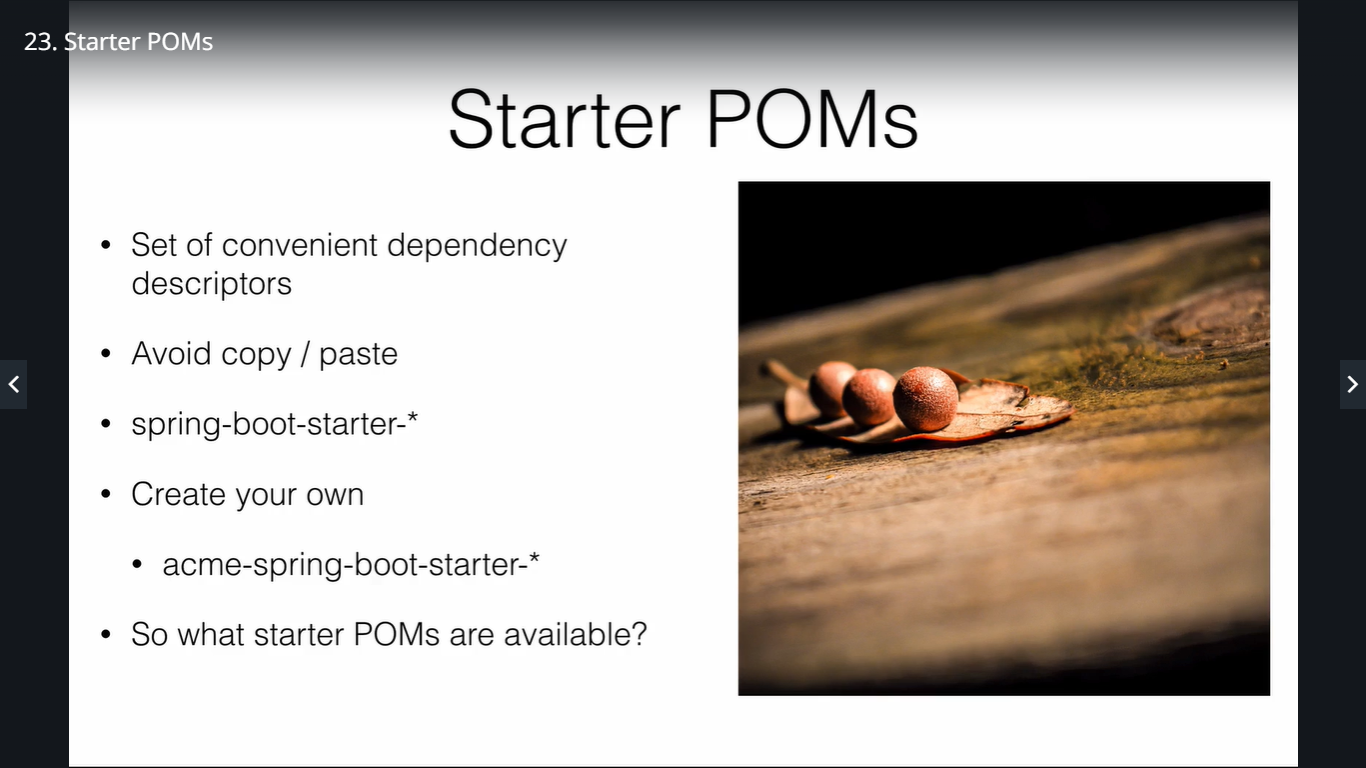 23. Starter POMs
Starter POMs
• Set of convenient dependency
descriptors
• Avoid copy / paste
• spring-boot-starter-*
• Create your own
• acme-spring-boot-starter-*
• So what starter POMs are available?